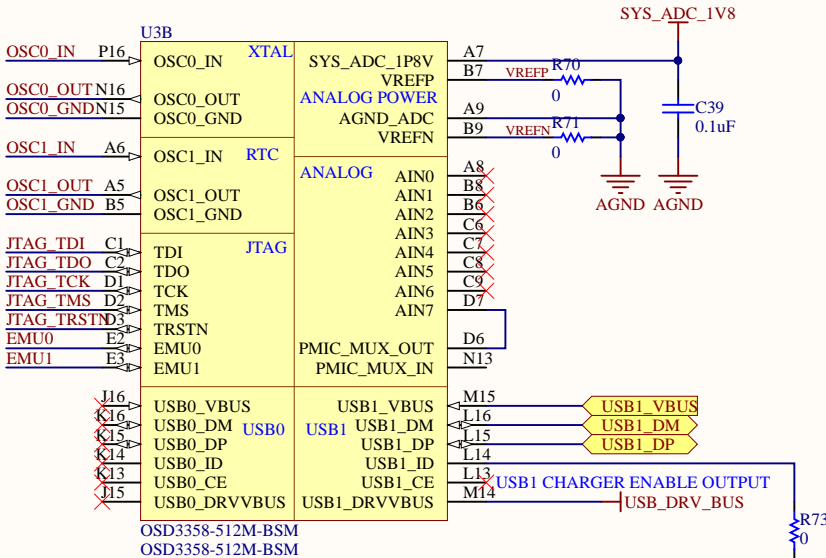 SYS_ADC_1V8
U3B
OSC0_IN P16 OSC0_IN XTAL SYS_ADC_1P8V A7
VREFP B7 VREFP R70
OSC0_OUT N16 OSC0_OUT ANALOG POWER 0 C39
OSC0_GND N15 OSC0_GND AGND_ADC A9 0.1uF
VREFN B9 VREFN R71
OSC1_IN A6 OSC1_IN RTC 0
ANALOG AIN0 A8
OSC1_OUT A5 OSC1_OUT AIN1 B8
OSC1_GND B5 OSC1_GND AIN2 B6 AGND AGND
AIN3 C6
JTAG_TDI C1 TDI JTAG AIN4 C7
JTAG_TDO C2 TDO AIN5 C8
JTAG_TCK D1 TCK AIN6 C9
JTAG_TMS D2 TMS AIN7 D7
JTAG_TRSTN D3 TRSTN
EMU0 E2 EMU0 PMIC_MUX_OUT D6
EMU1 E3 EMU1 PMIC_MUX_IN N13
J16 USB0_VBUS USB1_VBUS M15 USB1_VBUS
K16 USB0_DM USB0 USB1 USB1_DM L16 USB1_DM
K15 USB0_DP USB1_DP L15 USB1_DP
K14 USB0_ID USB1_ID L14
K13 USB0_CE USB1_CE L13 USB1 CHARGER ENABLE OUTPUT
J15 USB0_DRVVBUS USB1_DRVVBUS M14 USB_DRV_BUS
R73
0
OSD3358-512M-BSM
OSD3358-512M-BSM